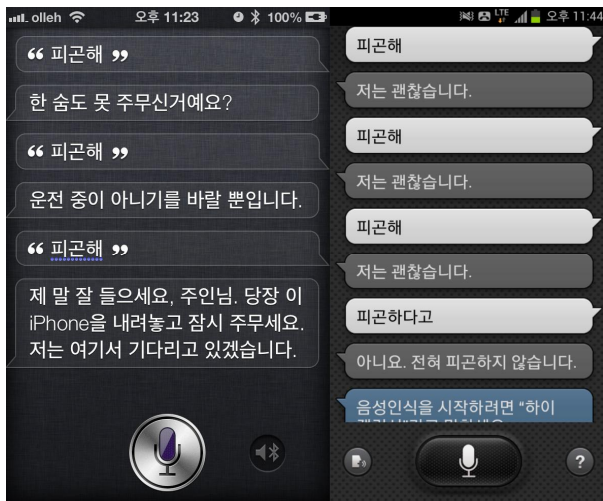 olleh 오후 11:23 100%
“ 피곤해 ”
한 숨도 못 주무신거예요?
“ 피곤해 ”
운전 중이 아니기를 바랄 뿐입니다.
“ 피곤해 ”
제 말 잘 들으세요, 주인님. 당장 이
iPhone을 내려놓고 잠시 주무세요.
저는 여기서 기다리고 있겠습니다.
LTE 오후 11:44
피곤해
저는 괜찮습니다.
피곤해
저는 괜찮습니다.
피곤해
저는 괜찮습니다.
피곤하다고
아니요. 전혀 피곤하지 않습니다.
음성인식을 시작하려면 “하이
?